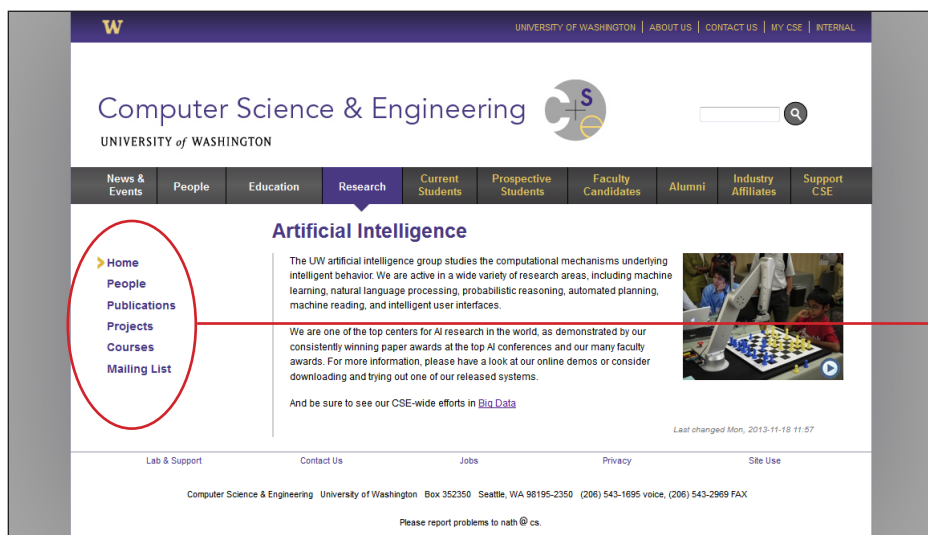 W
UNIVERSITY OF WASHINGTON | ABOUT US | CONTACT US | MY CSE | INTERNAL
Computer Science & Engineering
C+se
UNIVERSITY of WASHINGTON
News & Events People Education Research Current Students Prospective Students Faculty Candidates Alumni Industry Affiliates Support CSE
Artificial Intelligence
Home
People
Publications
Projects
Courses
Mailing List
The UW artificial intelligence group studies the computational mechanisms underlying
intelligent behavior. We are active in a wide variety of research areas, including machine
learning, natural language processing, probabilistic reasoning, automated planning,
machine reading, and intelligent user interfaces.
We are one of the top centers for AI research in the world, as demonstrated by our
consistently winning paper awards at the top AI conferences and our many faculty
awards. For more information, please have a look at our online demos or consider
downloading and trying out one of our released systems.
And be sure to see our CSE-wide efforts in Big Data
Last changed Mon, 2013-11-18 11:57
Lab & Support Contact Us Jobs Privacy Site Use
Computer Science & Engineering University of Washington Box 352350 Seattle, WA 98195-2350 (206) 543-1695 voice, (206) 543-2969 FAX
Please report problems to nath @ cs.